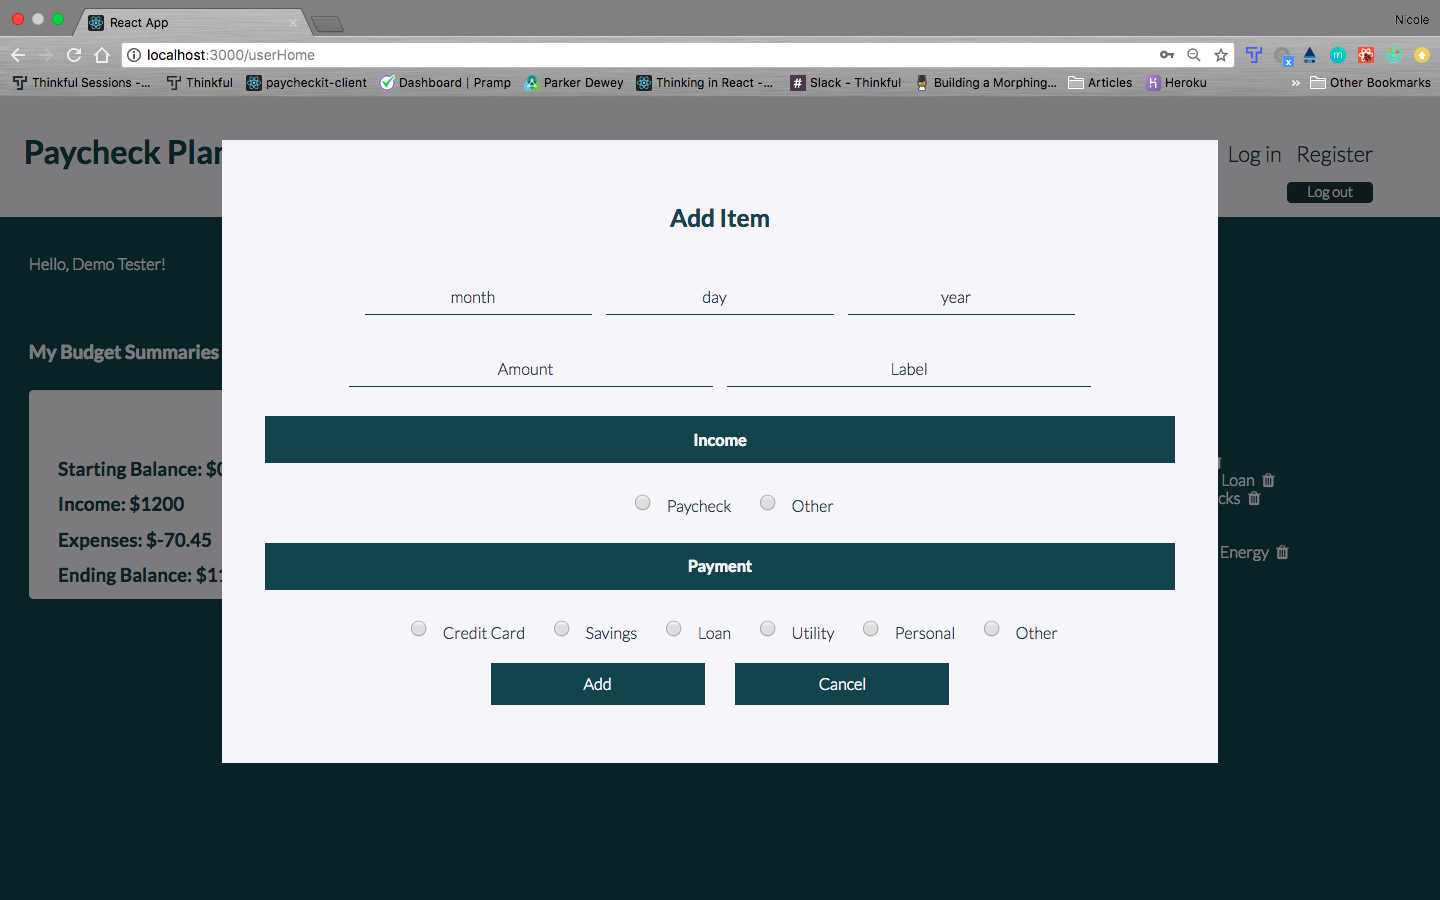 React App
Nicole
localhost:3000/userHome
Thinkful Sessions -... Thinkful paycheckit-client Dashboard | Pramp Parker Dewey Thinking in React -... Slack - Thinkful Building a Morphing... Articles Heroku » Other Bookmarks
Paycheck Plan
Log in Register
Log out
Hello, Demo Tester!
My Budget Summaries
Starting Balance: $0
Income: $1200
Expenses: $-70.45
Ending Balance: $11
Add Item
month day year
Amount Label
Income
Paycheck Other
Payment
Credit Card Savings Loan Utility Personal Other
Add Cancel
Loan
cks
Energy